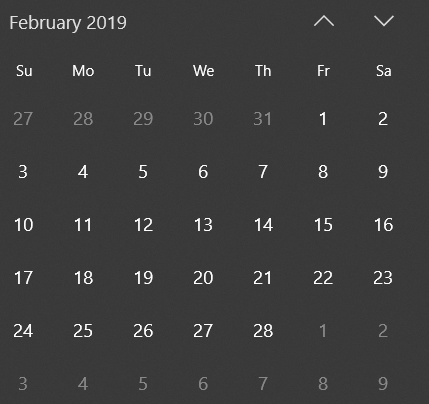 February 2019
Su Mo Tu We Th Fr Sa
27 28 29 30 31 1 2
3 4 5 6 7 8 9
10 11 12 13 14 15 16
17 18 19 20 21 22 23
24 25 26 27 28 1 2
3 4 5 6 7 8 9